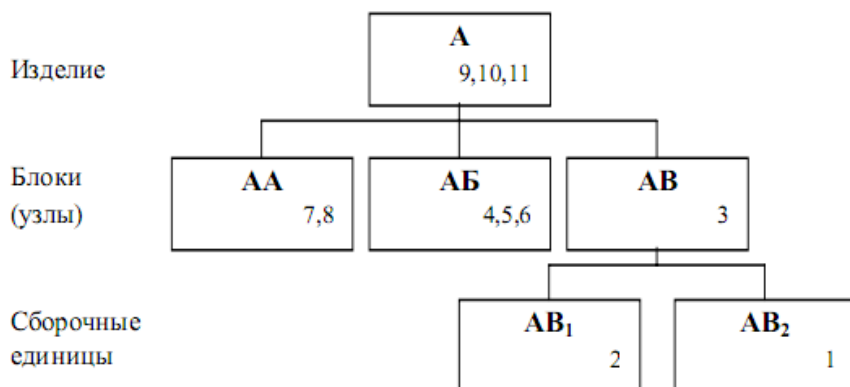 А
Изделие
9,10,11
Блоки
(узлы)
АА
7,8
АБ
4,5,6
АВ
3
Сборочные
единицы
АВ₁
2
АВ₂
1